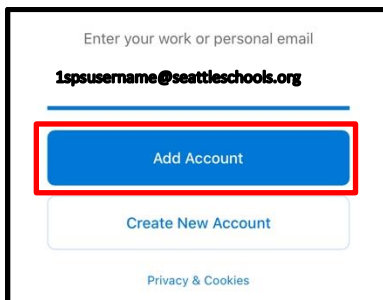 Enter your work or personal email
1spsusername@seattleschools.org
Add Account
Create New Account
Privacy & Cookies